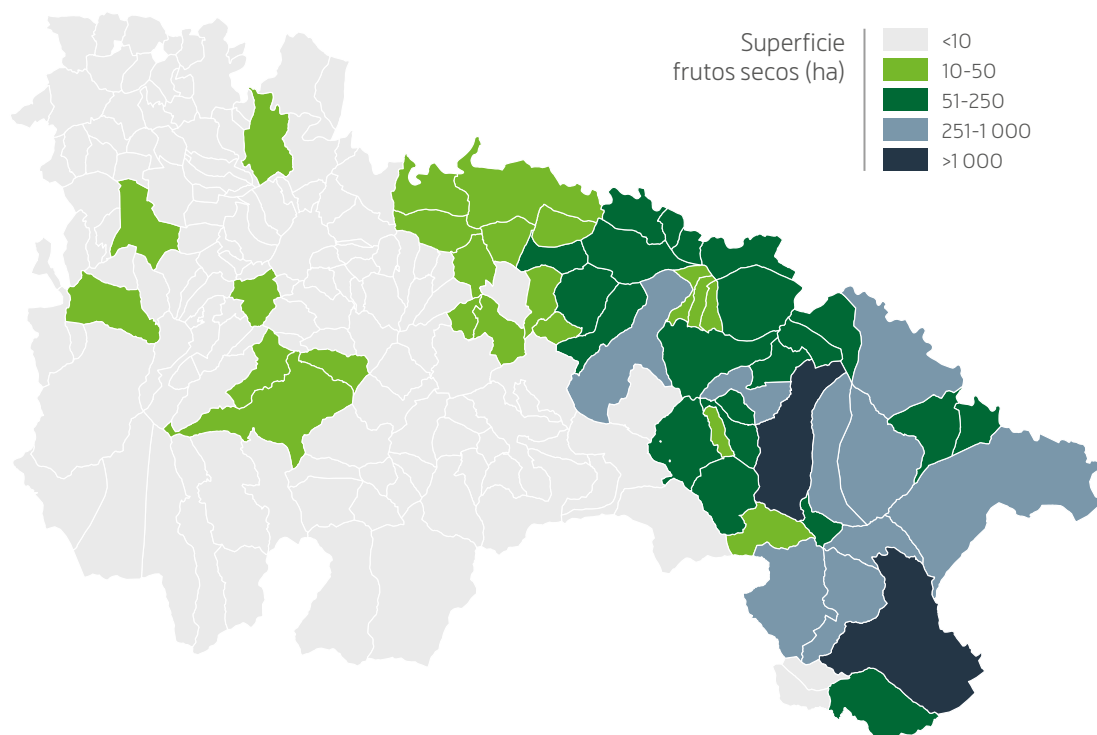 Superficie
frutos secos (ha)
<10
10-50
51-250
251-1 000
>1 000